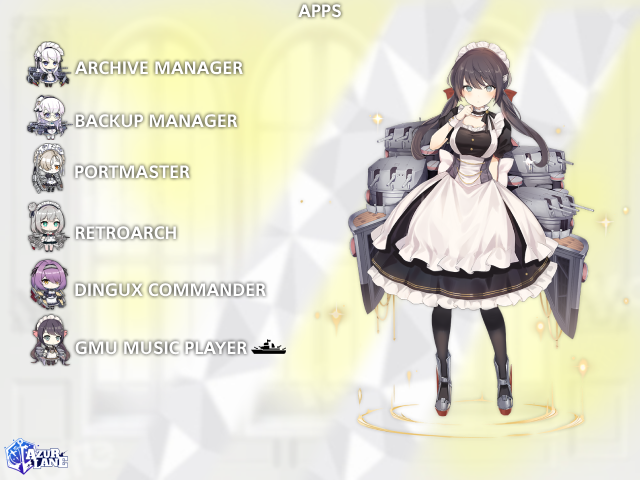 APPS
ARCHIVE MANAGER
BACKUP MANAGER
PORTMASTER
RETROARCH
DINGUX COMMANDER
GMU MUSIC PLAYER
AZUR
LANE